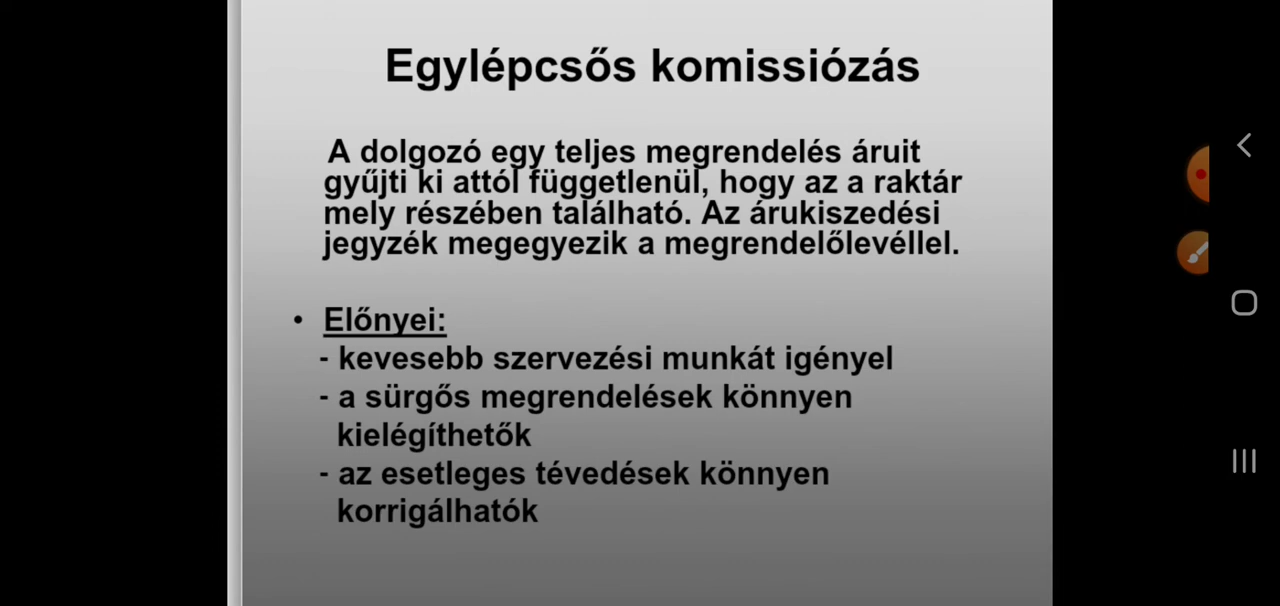 Egylépcsős komissiózás
A dolgozó egy teljes megrendelés áruit
gyűjti ki attól függetlenül, hogy az a raktár
mely részében található. Az árukiszedési
jegyzék megegyezik a megrendelőlevéllel.
• Előnyei:
- kevesebb szervezési munkát igényel
- a sürgős megrendelések könnyen
kielégíthetők
- az esetleges tévedések könnyen
korrigálhatók